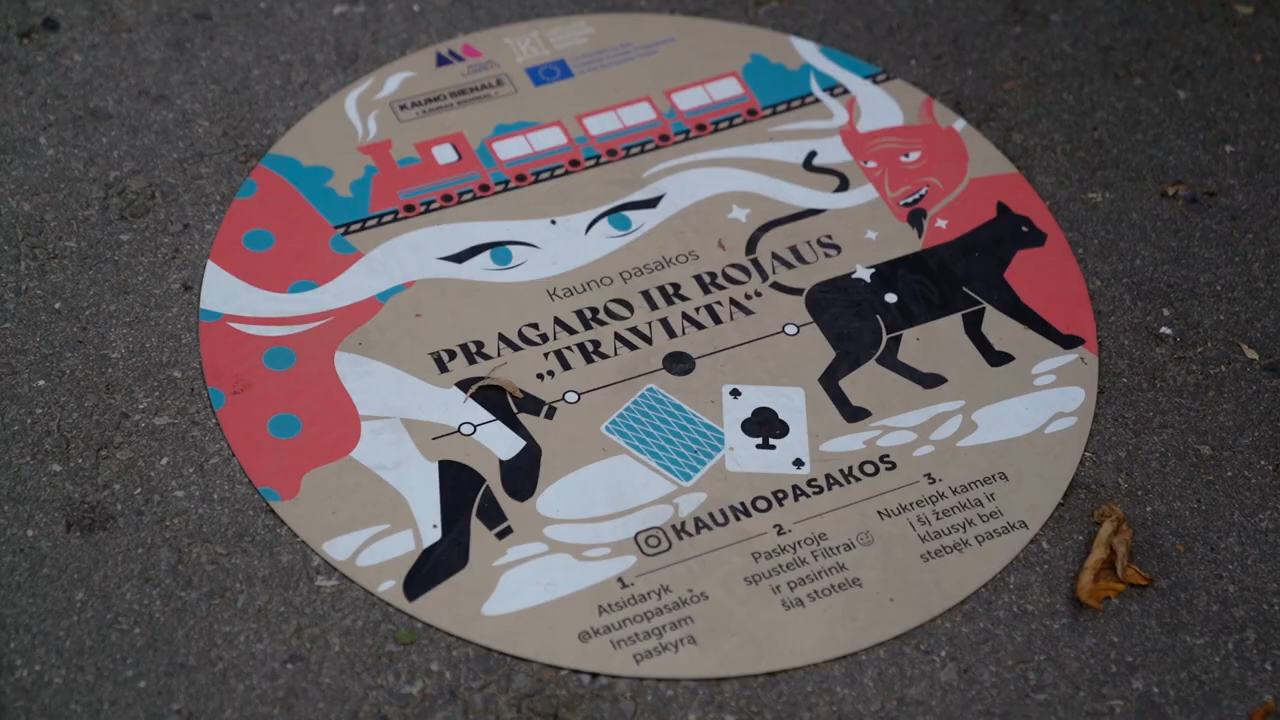 KAUNO BIENALĖ
Kauno pasakos
PRAGARO IR ROJAUS
„TRAVIATA“
KAUNOPASAKOS
1.
Atsidaryk
@kaunopasakos
Instagram
paskyrą
2.
Paskyroje
spustelk Filtrai
ir pasirink
šią stotelę
3.
Nukreipk kamerą
į šį ženklą ir
klausyk bei
stebėk pasaką